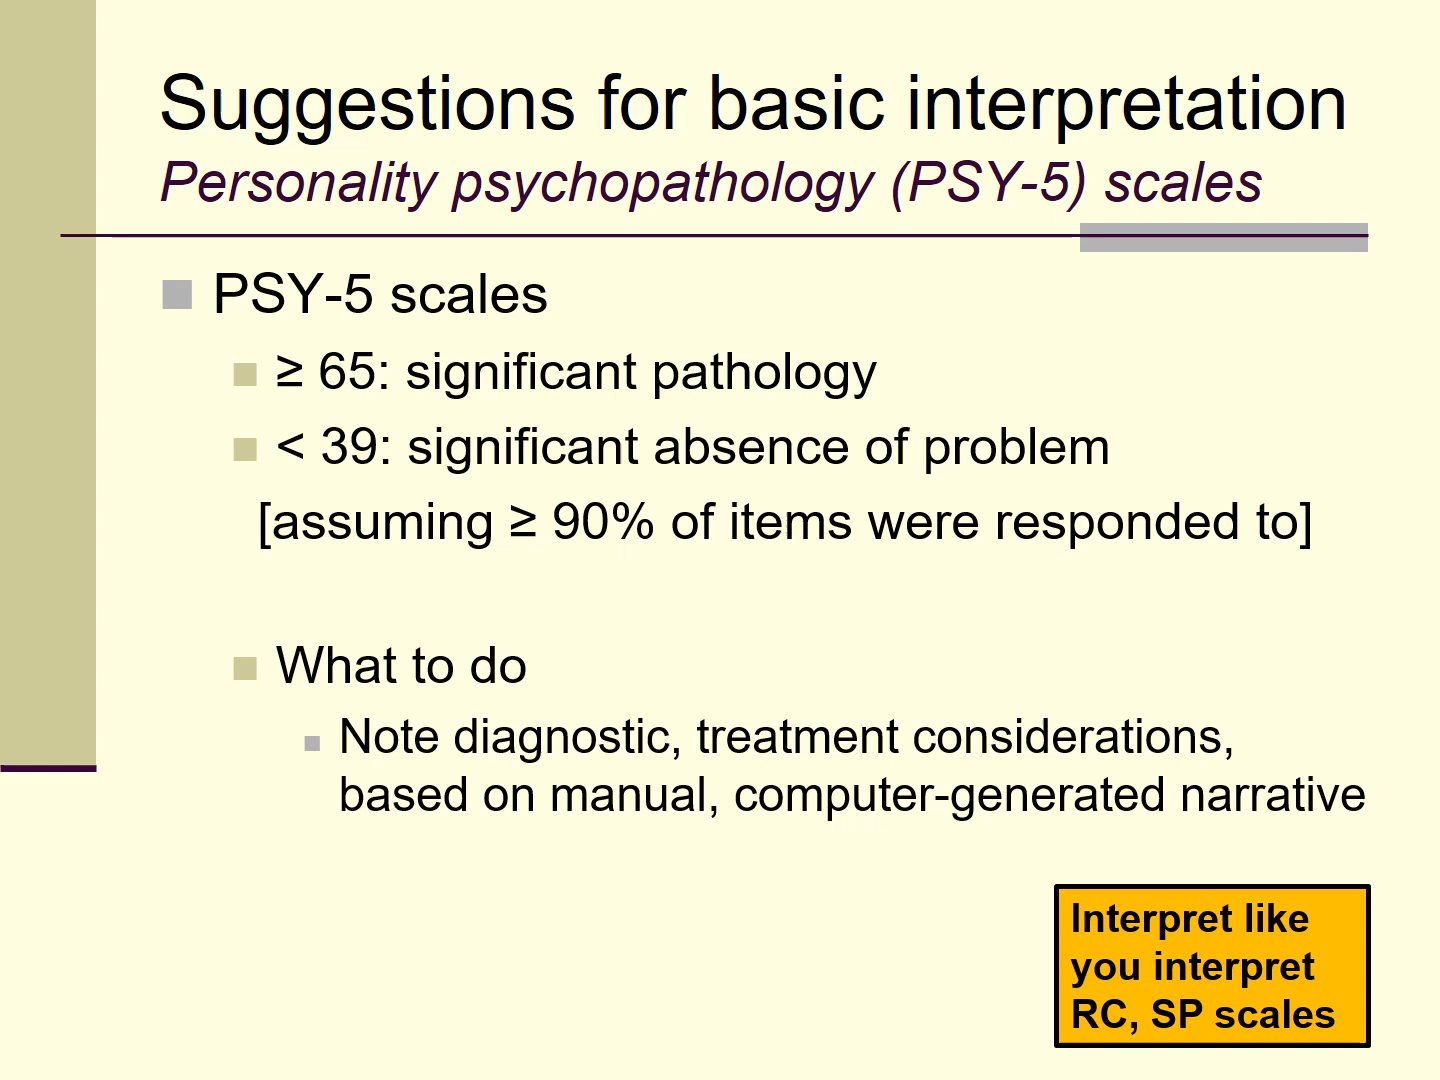 Suggestions for basic interpretation
Personality psychopathology (PSY-5) scales
PSY-5 scales
≥ 65: significant pathology
< 39: significant absence of problem
[assuming ≥ 90% of items were responded to]
What to do
Note diagnostic, treatment considerations,
based on manual, computer-generated narrative
Interpret like
you interpret
RC, SP scales